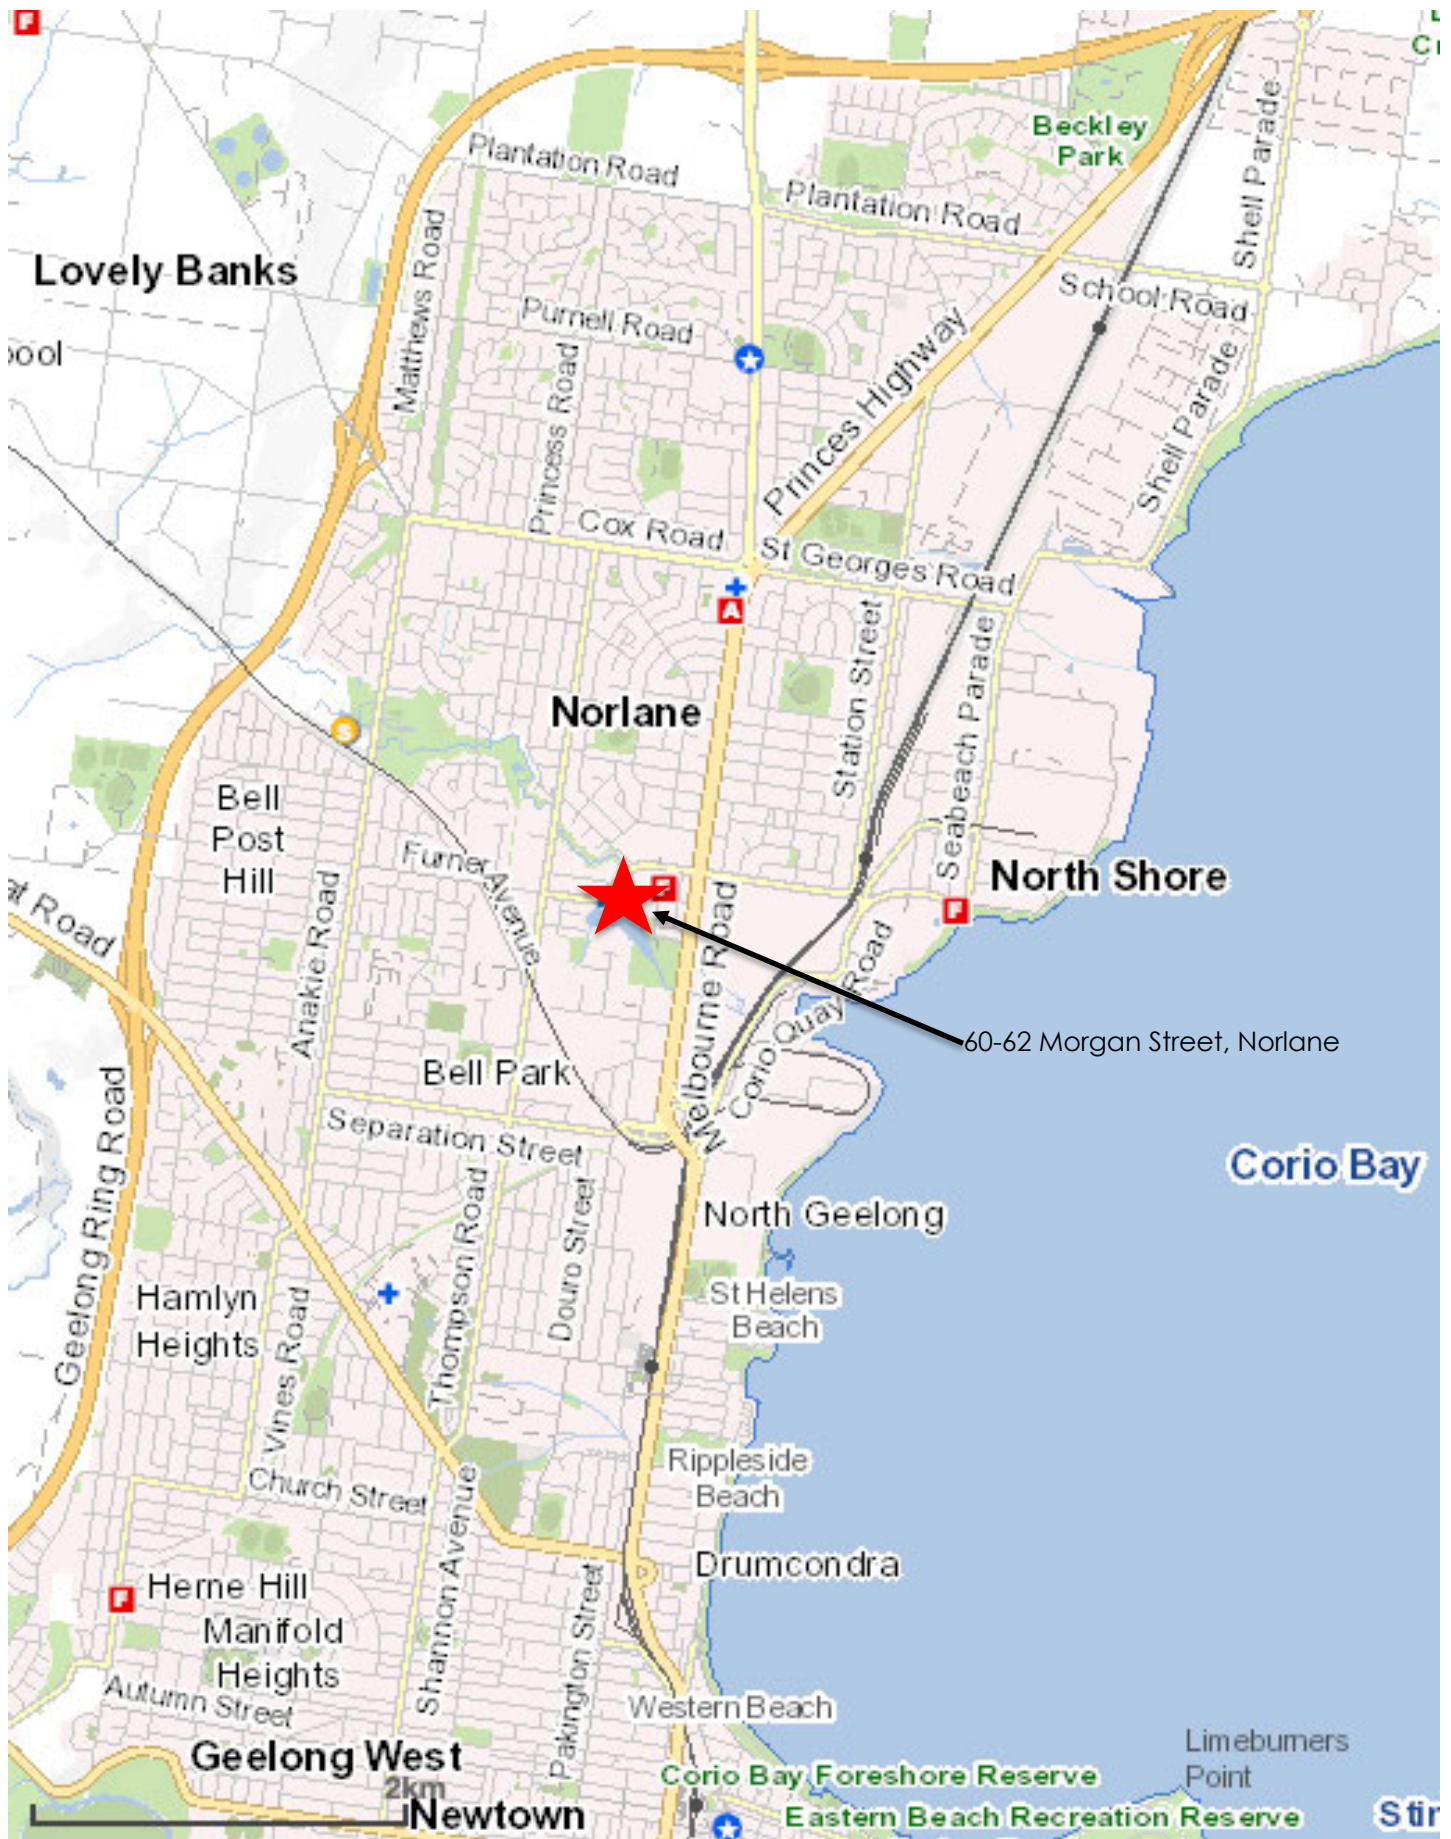 F
Beckley
Park
Plantation Road
Plantation Road
Shell Parade
Lovely Banks
Matthews Road
School Road
Purnell Road
Princess Road
Princes Highway
Shell Parade
Cox Road
St Georges Road
A
Station Street
Seabeach Parade
Norlane
S
Bell
Post
Hill
Furner Avenue
F
North Shore
F
Road
Anakie Road
Melbourne Road
Corio Quay Road
60-62 Morgan Street, Norlane
Bell Park
Separation Street
Geelong Ring Road
Corio Bay
North Geelong
Thompson Road
Douro Street
Hamlyn
Heights
St Helens
Beach
Vines Road
Rippleside
Beach
Church Street
Shannon Avenue
Drumcondra
Pakington Street
F
Herne Hill
Manifold
Heights
Autumn Street
Western Beach
Geelong West
Limeburners
Point
Corio Bay Foreshore Reserve
2km
Newtown
Eastern Beach Recreation Reserve